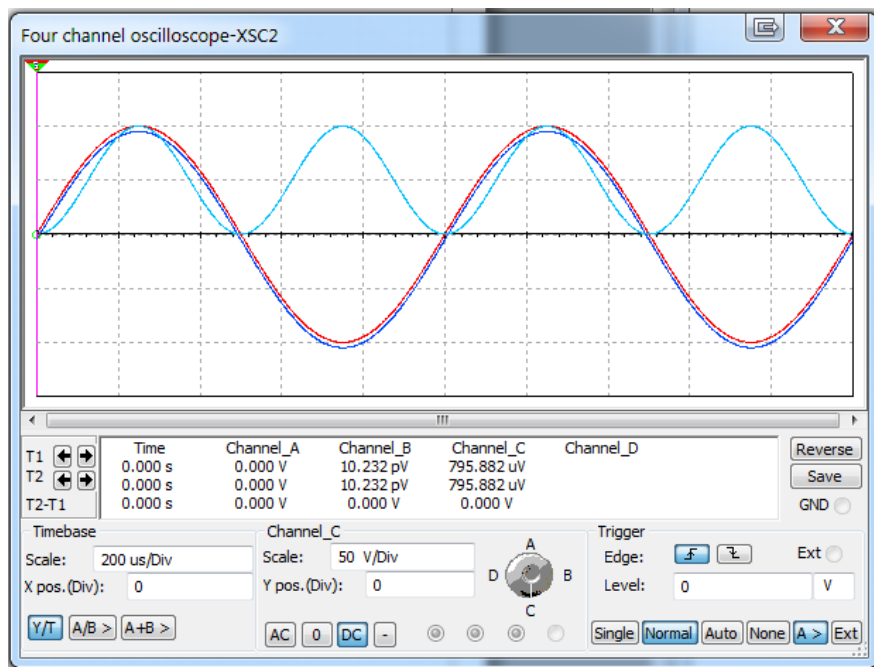 Four channel oscilloscope-XSC2
Time Channel_A Channel_B Channel_C Channel_D
T1 0.000 s 0.000 V 10.232 pV 795.882 uV
T2 0.000 s 0.000 V 10.232 pV 795.882 uV
T2-T1 0.000 s 0.000 V 0.000 V 0.000 V
Reverse
Save
GND
Timebase
Scale: 200 us/Div
X pos.(Div): 0
Y/T A/B > A+B >
Channel_C
Scale: 50 V/Div
Y pos.(Div): 0
AC 0 DC -
A
D B
C
Trigger
Edge: Ext
Level: 0 V
Single Normal Auto None A > Ext